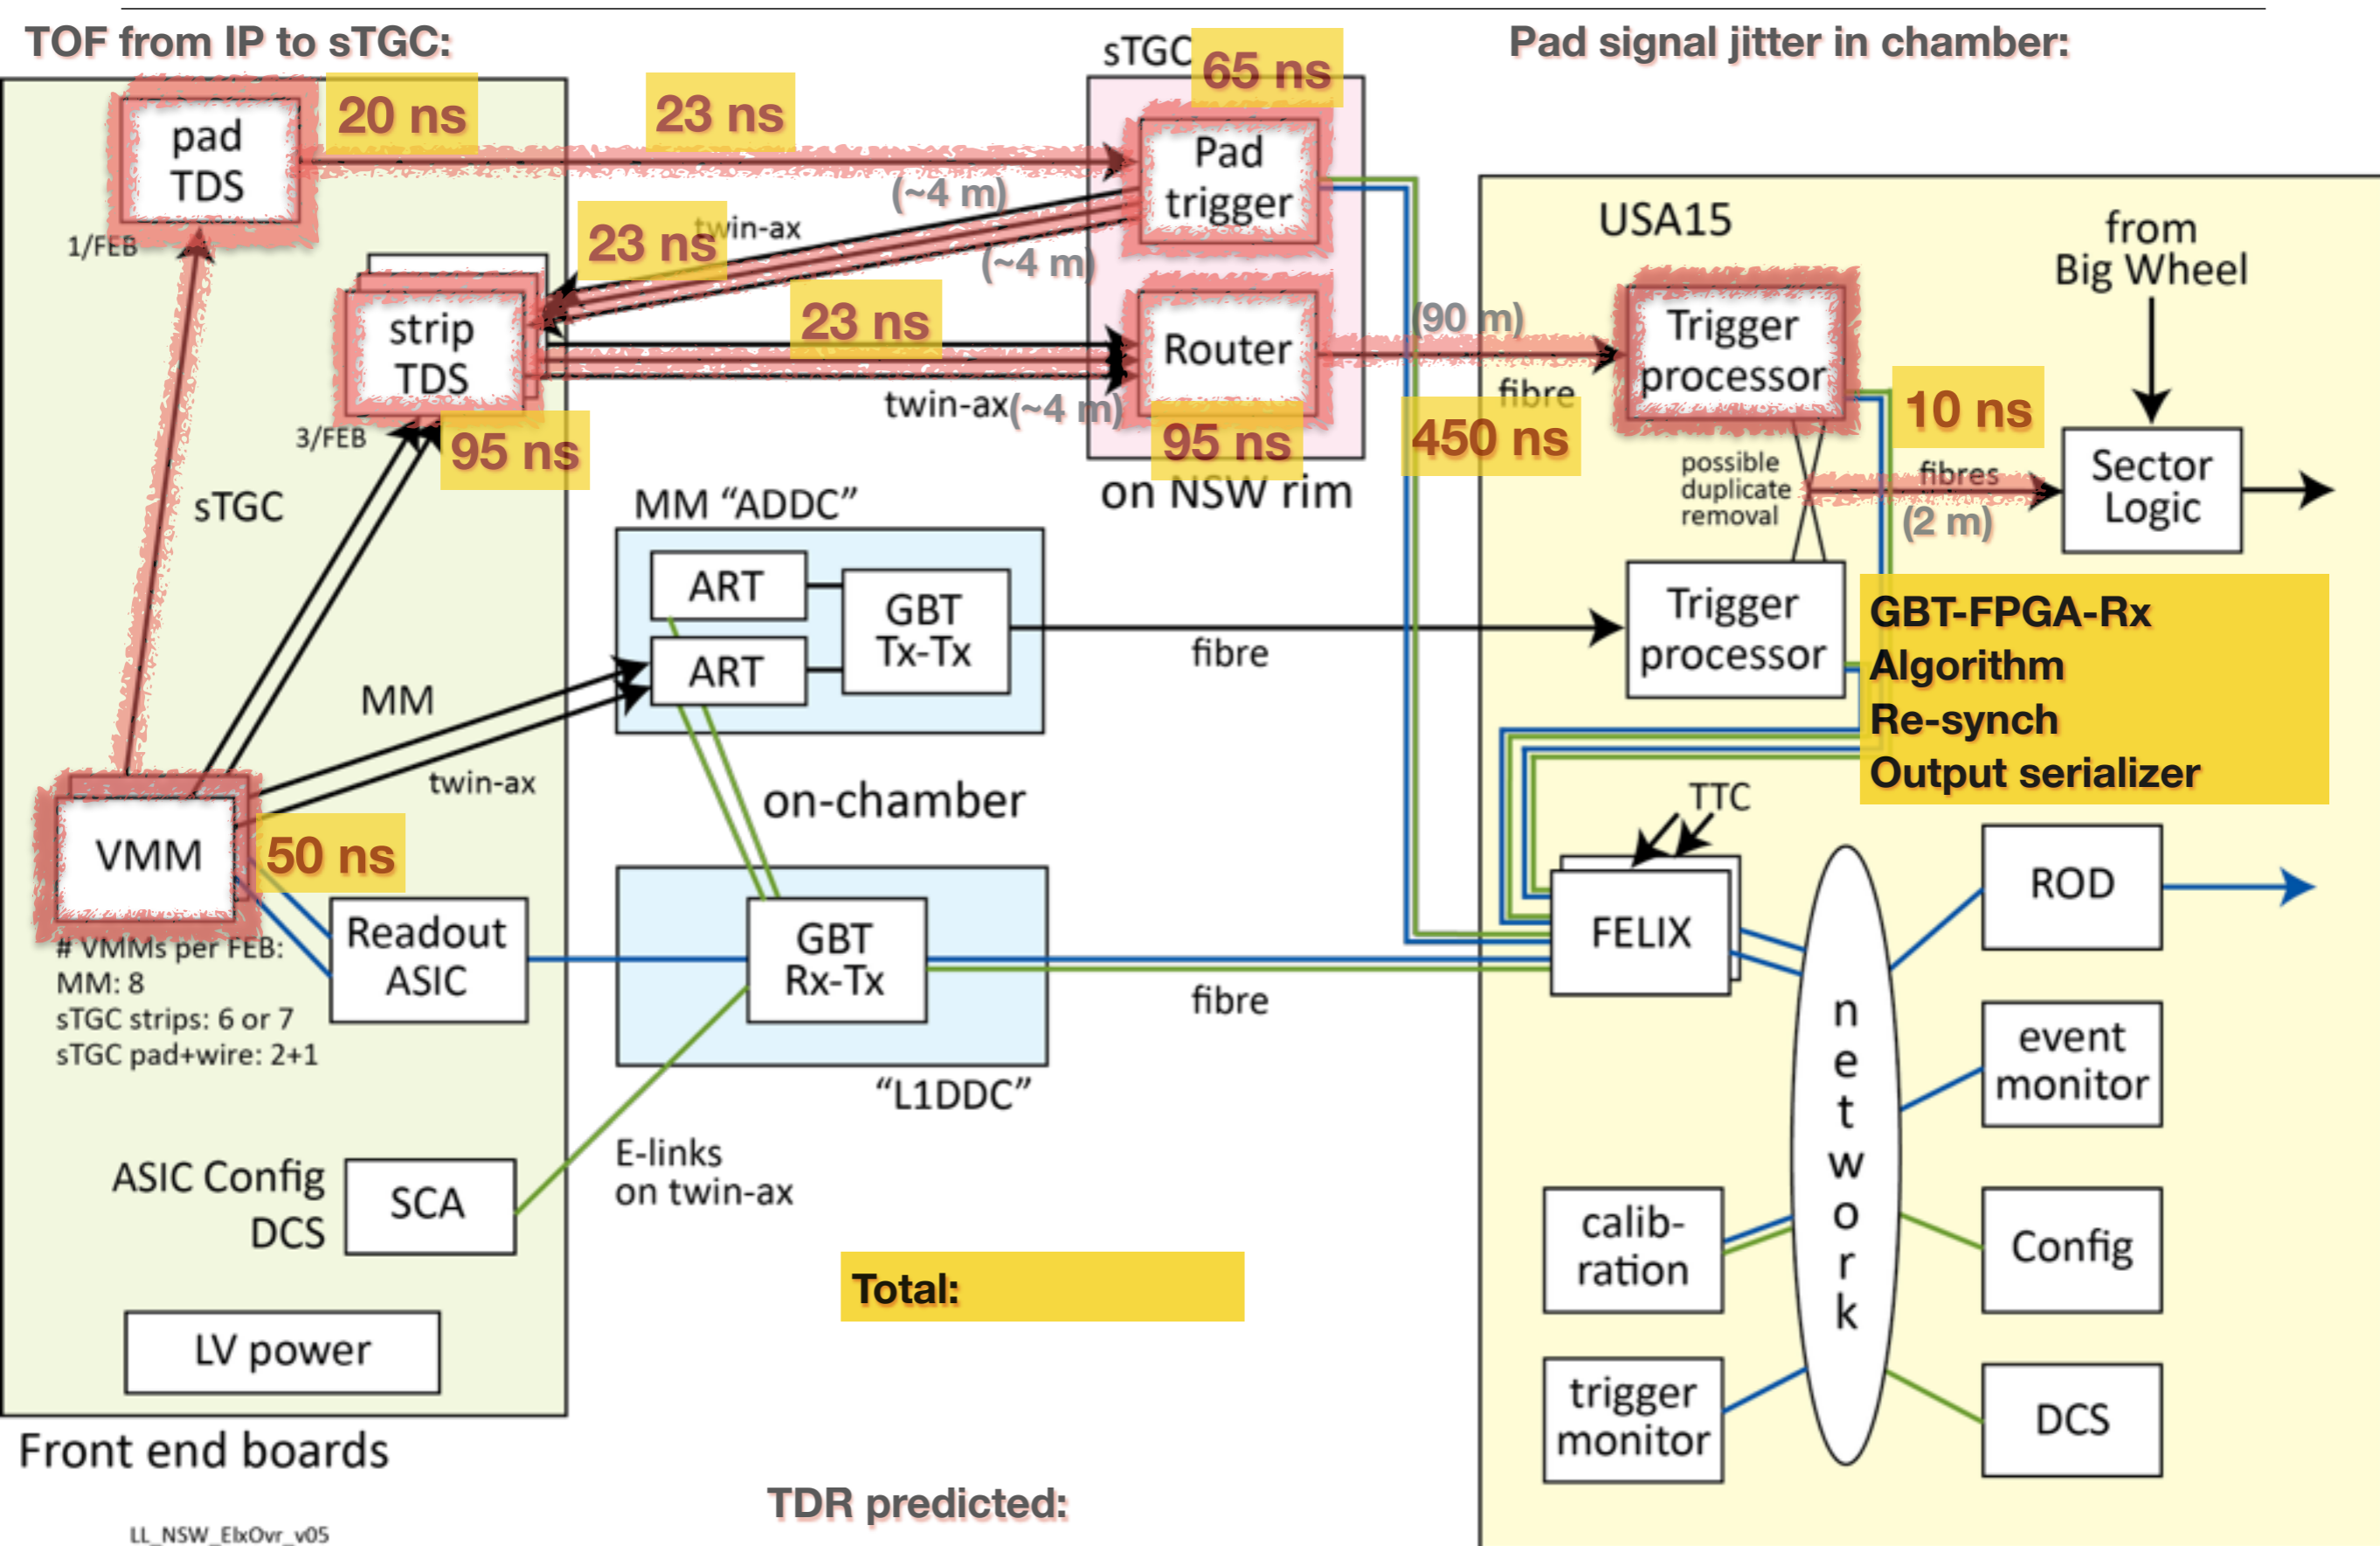 TOF from IP to sTGC:
Pad signal jitter in chamber:
sTGC
65 ns
20 ns
23 ns
pad
TDS
Pad
trigger
(~4 m)
1/FEB
twin-ax
23 ns
(~4 m)
USA15
from
Big Wheel
strip
TDS
23 ns
Router
(90 m)
fibre
Trigger
processor
twin-ax
(~4 m)
3/FEB
95 ns
95 ns
450 ns
10 ns
on NSW rim
possible
duplicate
removal
fibres
(2 m)
Sector
Logic
sTGC
MM “ADDC”
ART
ART
GBT
Tx-Tx
fibre
Trigger
processor
GBT-FPGA-Rx
Algorithm
Re-synch
Output serializer
MM
twin-ax
on-chamber
TTC
VMM
50 ns
# VMMs per FEB:
MM: 8
sTGC strips: 6 or 7
sTGC pad+wire: 2+1
Readout
ASIC
GBT
Rx-Tx
fibre
“L1DDC”
FELIX
network
ROD
event
monitor
E-links
on twin-ax
ASIC Config
DCS
SCA
calib-
ration
Config
Total:
LV power
trigger
monitor
DCS
Front end boards
TDR predicted:
LL_NSW_ElxOvr_v05